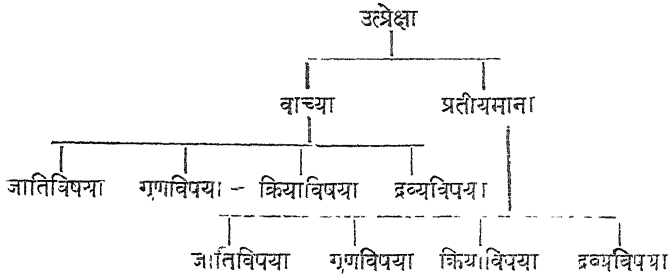 उत्प्रेक्षा
वाच्या प्रतीयमाना
जातिविषया गुणविषया - क्रियाविषया द्रव्यविषया
जातिविषया गुणविषया क्रियाविषया द्रव्यविषया